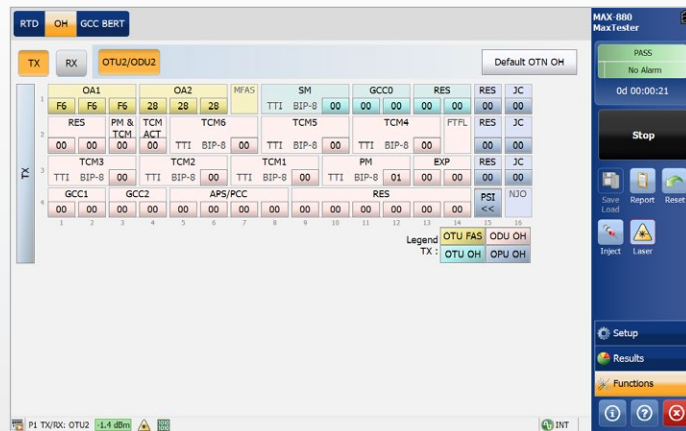 RTD OH GCC BERT
TX RX OTU2/ODU2 Default OTN OH
TX
OA1 OA2 MFAS SM GCC0 RES RES JC
1 F6 F6 F6 28 28 28 TTI BIP-8 00 00 00 00 00 00 00
RES PM & TCM TCM ACT TCM6 TCM5 TCM4 FTFL RES JC
2 00 00 00 00 TTI BIP-8 00 TTI BIP-8 00 TTI BIP-8 00 00 00
TCM3 TCM2 TCM1 PM EXP RES JC
3 TTI BIP-8 00 TTI BIP-8 00 TTI BIP-8 00 TTI BIP-8 01 00 00 00 00
GCC1 GCC2 APS/PCC RES PSI NJO
4 00 00 00 00 00 00 00 00 00 00 00 00 00 00 <<
1 2 3 4 5 6 7 8 9 10 11 12 13 14 15 16
Legend TX : OTU FAS ODU OH
OTU OH OPU OH
P1 TX/RX: OTU2 -1.4 dBm INT
MAX-880
MaxTester
PASS
No Alarm
0d 00:00:21
Stop
Save Load Report Reset
Inject Laser
Setup
Results
Functions